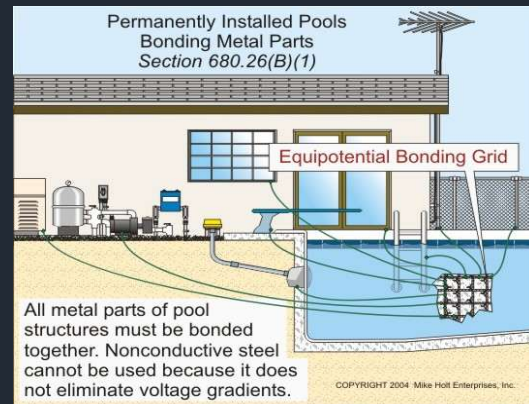 Permanently Installed Pools
Bonding Metal Parts
Section 680.26(B)(1)
Equipotential Bonding Grid
All metal parts of pool
structures must be bonded
together. Nonconductive steel
cannot be used because it does
not eliminate voltage gradients.
COPYRIGHT 2004 Mike Holt Enterprises, Inc.